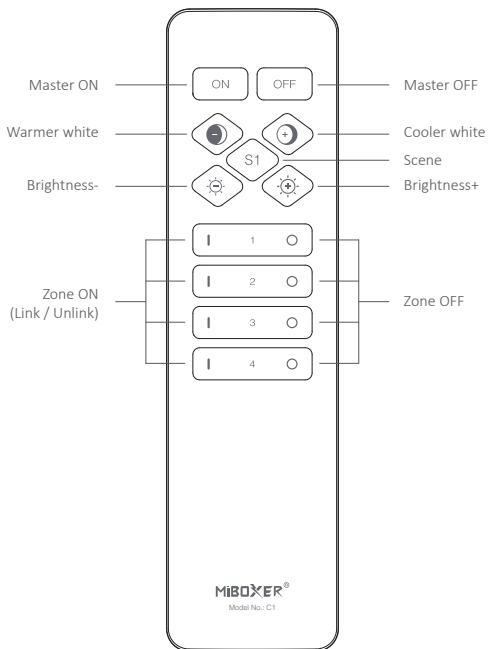 Master ON
ON
OFF
Master OFF
Warmer white
Cooler white
S1
Scene
Brightness-
Brightness+
1
2
Zone ON
(Link / Unlink)
Zone OFF
3
4
MiBOXER®
Model No.: C1